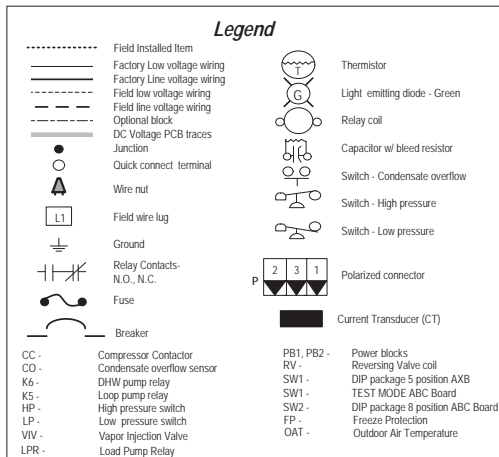 Legend
Field Installed Item
Factory Low voltage wiring
Factory Line voltage wiring
Field low voltage wiring
Field line voltage wiring
Optional block
DC Voltage PCB traces
Junction
Quick connect terminal
Wire nut
L1 Field wire lug
Ground
Relay Contacts-
N.O., N.C.
Fuse
Breaker
CC - Compressor Contactor
CO - Condensate overflow sensor
K6 - DHW pump relay
K5 - Loop pump relay
HP - High pressure switch
LP - Low pressure switch
VIV - Vapor Injection Valve
LPR - Load Pump Relay
T Thermistor
G Light emitting diode - Green
Relay coil
Capacitor w/ bleed resistor
Switch - Condensate overflow
Switch - High pressure
Switch - Low pressure
P 2 3 1 Polarized connector
Current Transducer (CT)
PB1, PB2 - Power blocks
RV - Reversing Valve coil
SW1 - DIP package 5 position AXB
SW1 - TEST MODE ABC Board
SW2 - DIP package 8 position ABC Board
FP - Freeze Protection
OAT - Outdoor Air Temperature